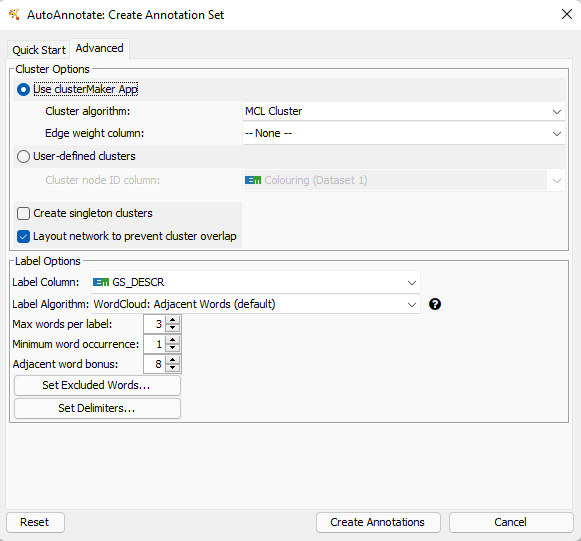 AutoAnnotate: Create Annotation Set
Quick Start
Advanced
Cluster Options
Use clusterMaker App
Cluster algorithm: MCL Cluster
Edge weight column: -- None --
User-defined clusters
Cluster node ID column: EM Colouring (Dataset 1)
Create singleton clusters
Layout network to prevent cluster overlap
Label Options
Label Column: EM GS_DESCR
Label Algorithm: WordCloud: Adjacent Words (default) ?
Max words per label: 3
Minimum word occurrence: 1
Adjacent word bonus: 8
Set Excluded Words...
Set Delimiters...
Reset
Create Annotations
Cancel